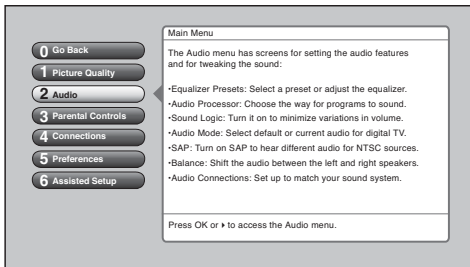 0 Go Back
1 Picture Quality
2 Audio
3 Parental Controls
4 Connections
5 Preferences
6 Assisted Setup
Main Menu
The Audio menu has screens for setting the audio features
and for tweaking the sound:
•Equalizer Presets: Select a preset or adjust the equalizer.
•Audio Processor: Choose the way for programs to sound.
•Sound Logic: Turn it on to minimize variations in volume.
•Audio Mode: Select default or current audio for digital TV.
•SAP: Turn on SAP to hear different audio for NTSC sources.
•Balance: Shift the audio between the left and right speakers.
•Audio Connections: Set up to match your sound system.
Press OK or ▸ to access the Audio menu.